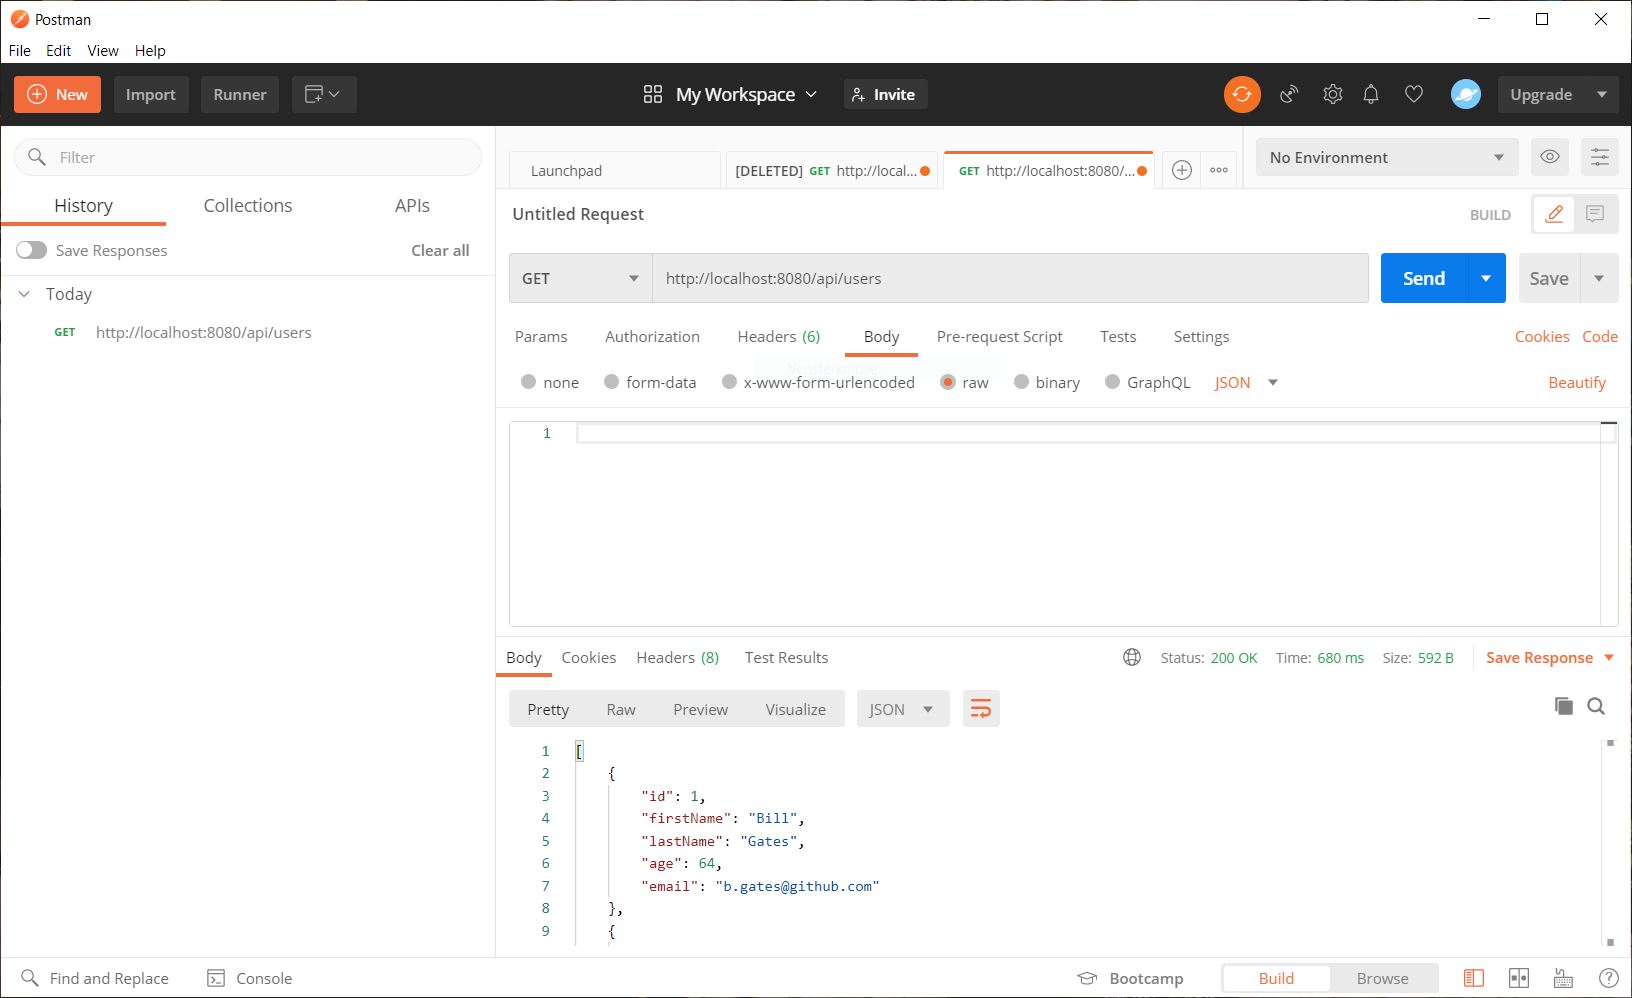 Postman
File Edit View Help
New Import Runner My Workspace Invite Upgrade
Filter
Launchpad [DELETED] GET http://local... GET http://localhost:8080/... No Environment
History Collections APIs
Untitled Request BUILD
Save Responses Clear all
GET http://localhost:8080/api/users Send Save
Today
GET http://localhost:8080/api/users
Params Authorization Headers (6) Body Pre-request Script Tests Settings Cookies Code
none form-data x-www-form-urlencoded raw binary GraphQL JSON Beautify
1
Body Cookies Headers (8) Test Results Status: 200 OK Time: 680 ms Size: 592 B Save Response
Pretty Raw Preview Visualize JSON
1 [
2 {
3 "id": 1,
4 "firstName": "Bill",
5 "lastName": "Gates",
6 "age": 64,
7 "email": "b.gates@github.com"
8 },
9 {
Find and Replace Console Bootcamp Build Browse